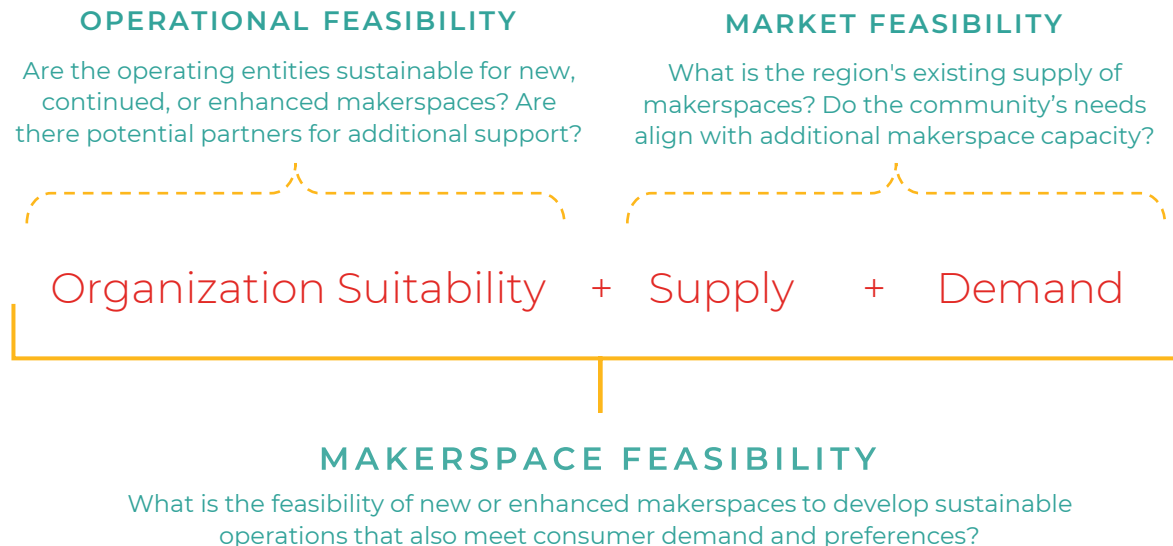 OPERATIONAL FEASIBILITY
Are the operating entities sustainable for new,
continued, or enhanced makerspaces? Are
there potential partners for additional support?
MARKET FEASIBILITY
What is the region's existing supply of
makerspaces? Do the community’s needs
align with additional makerspace capacity?
Organization Suitability + Supply + Demand
MAKERSPACE FEASIBILITY
What is the feasibility of new or enhanced makerspaces to develop sustainable
operations that also meet consumer demand and preferences?